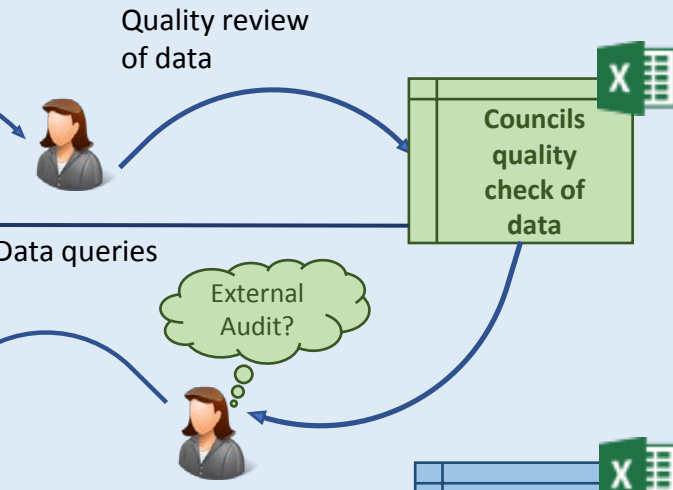 Quality review
of data
X
Councils
quality
check of
data
Data queries
External
Audit?
X